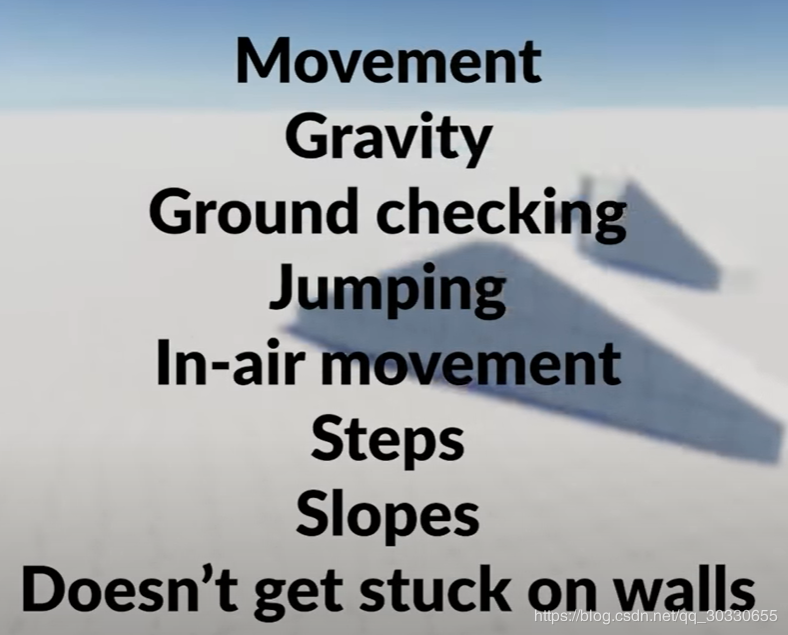 Movement
Gravity
Ground checking
Jumping
In-air movement
Steps
Slopes
Doesn’t get stuck on walls
https://blog.csdn.net/qq_30330655